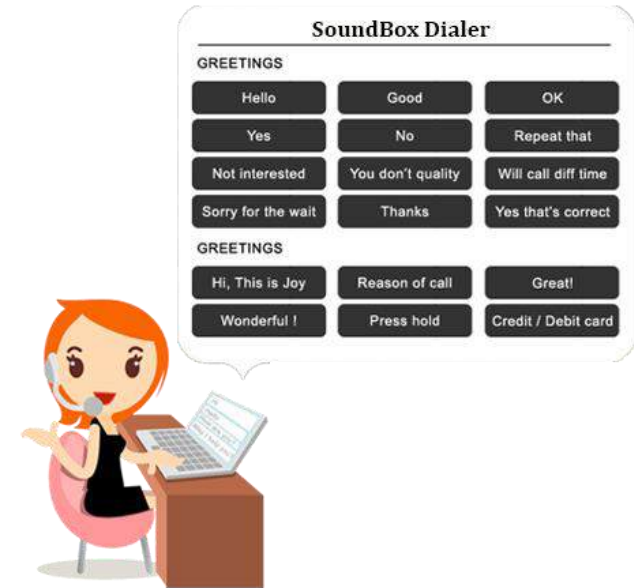 SoundBox Dialer
GREETINGS
Hello Good OK
Yes No Repeat that
Not interested You don't quality Will call diff time
Sorry for the wait Thanks Yes that's correct
GREETINGS
Hi, This is Joy Reason of call Great!
Wonderful ! Press hold Credit / Debit card